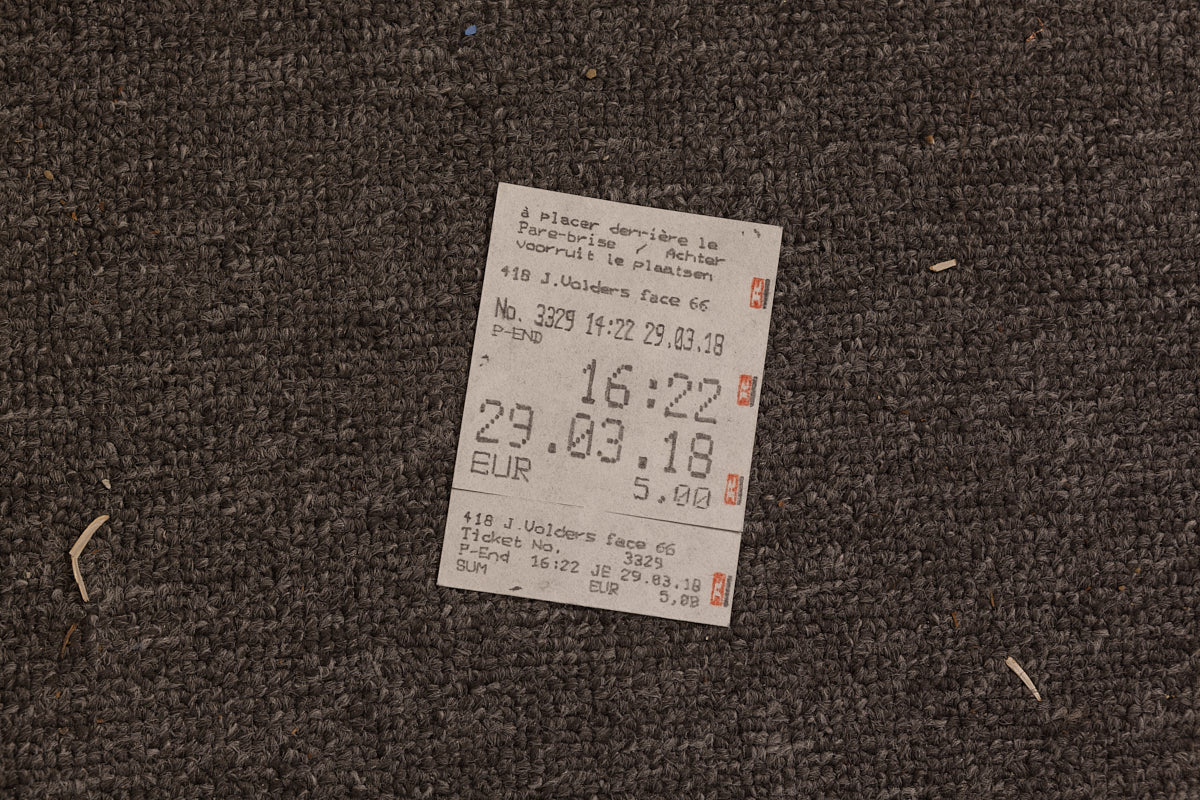 à placer derrière le
Pare-brise / Achter
voorruit le plaatsen
418 J.Volders face 66
No. 3329 14:22 29.03.18
P-END
16:22
29.03.18
EUR 5.00
418 J.Volders face 66
Ticket No. 3329
P-End 16:22 JE 29.03.18
SUM EUR 5,00